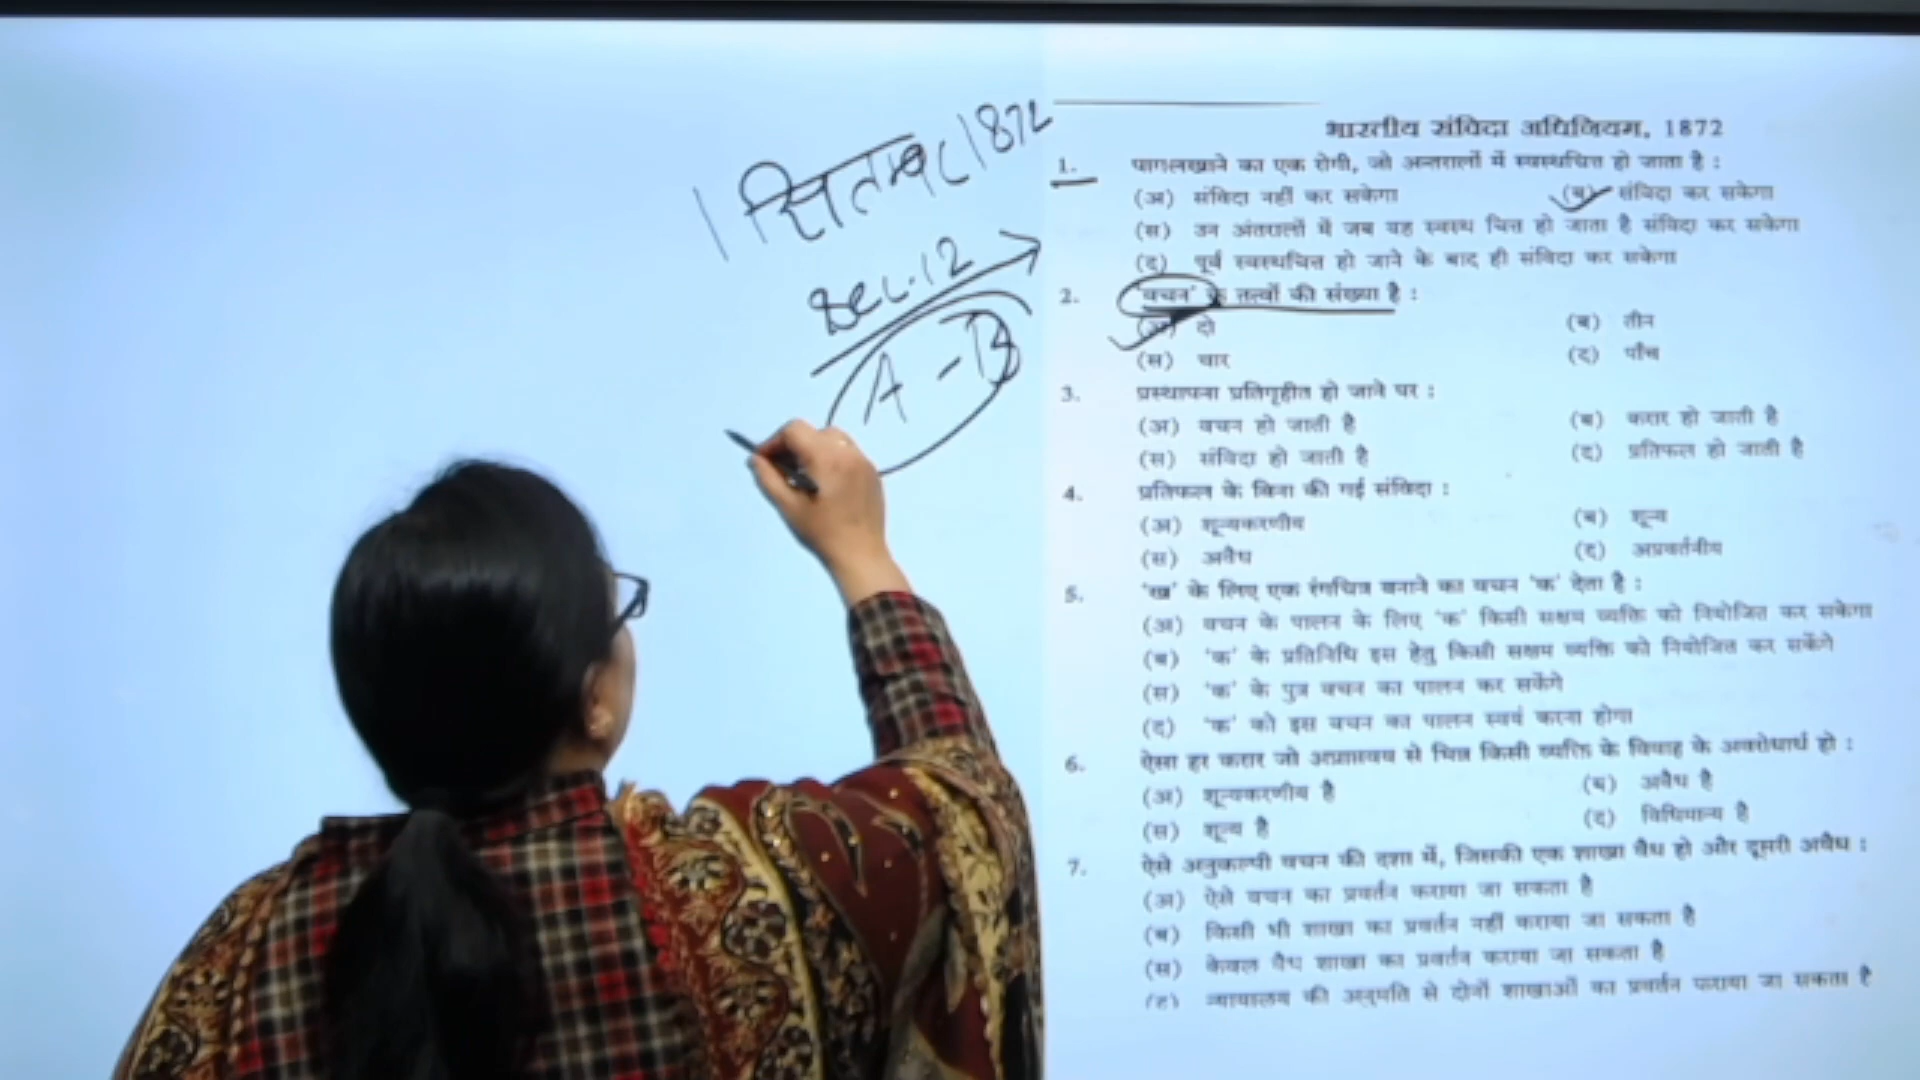 1 सितम्बर 1872
Sec. 12
A - B
भारतीय संविदा अधिनियम, 1872
1. पागलखाने का एक रोगी, जो अन्तरालों में स्वस्थचित्त हो जाता है :
(अ) संविदा नहीं कर सकेगा (ब) संविदा कर सकेगा
(स) उन अंतरालों में जब वह स्वस्थ चित्त हो जाता है संविदा कर सकेगा
(द) पूर्व स्वस्थचित्त हो जाने के बाद ही संविदा कर सकेगा
2. 'वचन' के तत्वों की संख्या है :
(अ) दो (ब) तीन
(स) चार (द) पाँच
3. प्रस्थापना प्रतिगृहीत हो जाने पर :
(अ) वचन हो जाती है (ब) करार हो जाती है
(स) संविदा हो जाती है (द) प्रतिफल हो जाती है
4. प्रतिफल के बिना की गई संविदा :
(अ) शून्यकरणीय (ब) शून्य
(स) अवैध (द) अप्रवर्तनीय
5. 'ख' के लिए एक रंगचित्र बनाने का वचन 'क' देता है :
(अ) वचन के पालन के लिए 'क' किसी सक्षम व्यक्ति को नियोजित कर सकेगा
(ब) 'क' के प्रतिनिधि इस हेतु किसी सक्षम व्यक्ति को नियोजित कर सकेंगे
(स) 'क' के पुत्र वचन का पालन कर सकेंगे
(द) 'क' को इस वचन का पालन स्वयं करना होगा
6. ऐसा हर करार जो अप्राप्तवय से भिन्न किसी व्यक्ति के विवाह के अवरोधार्थ हो :
(अ) शून्यकरणीय है (ब) अवैध है
(स) शून्य है (द) विधिमान्य है
7. ऐसे अनुकल्पी वचन की दशा में, जिसकी एक शाखा वैध हो और दूसरी अवैध :
(अ) ऐसे वचन का प्रवर्तन कराया जा सकता है
(ब) किसी भी शाखा का प्रवर्तन नहीं कराया जा सकता है
(स) केवल वैध शाखा का प्रवर्तन कराया जा सकता है
(द) न्यायालय की अनुमति से दोनों शाखाओं का प्रवर्तन कराया जा सकता है